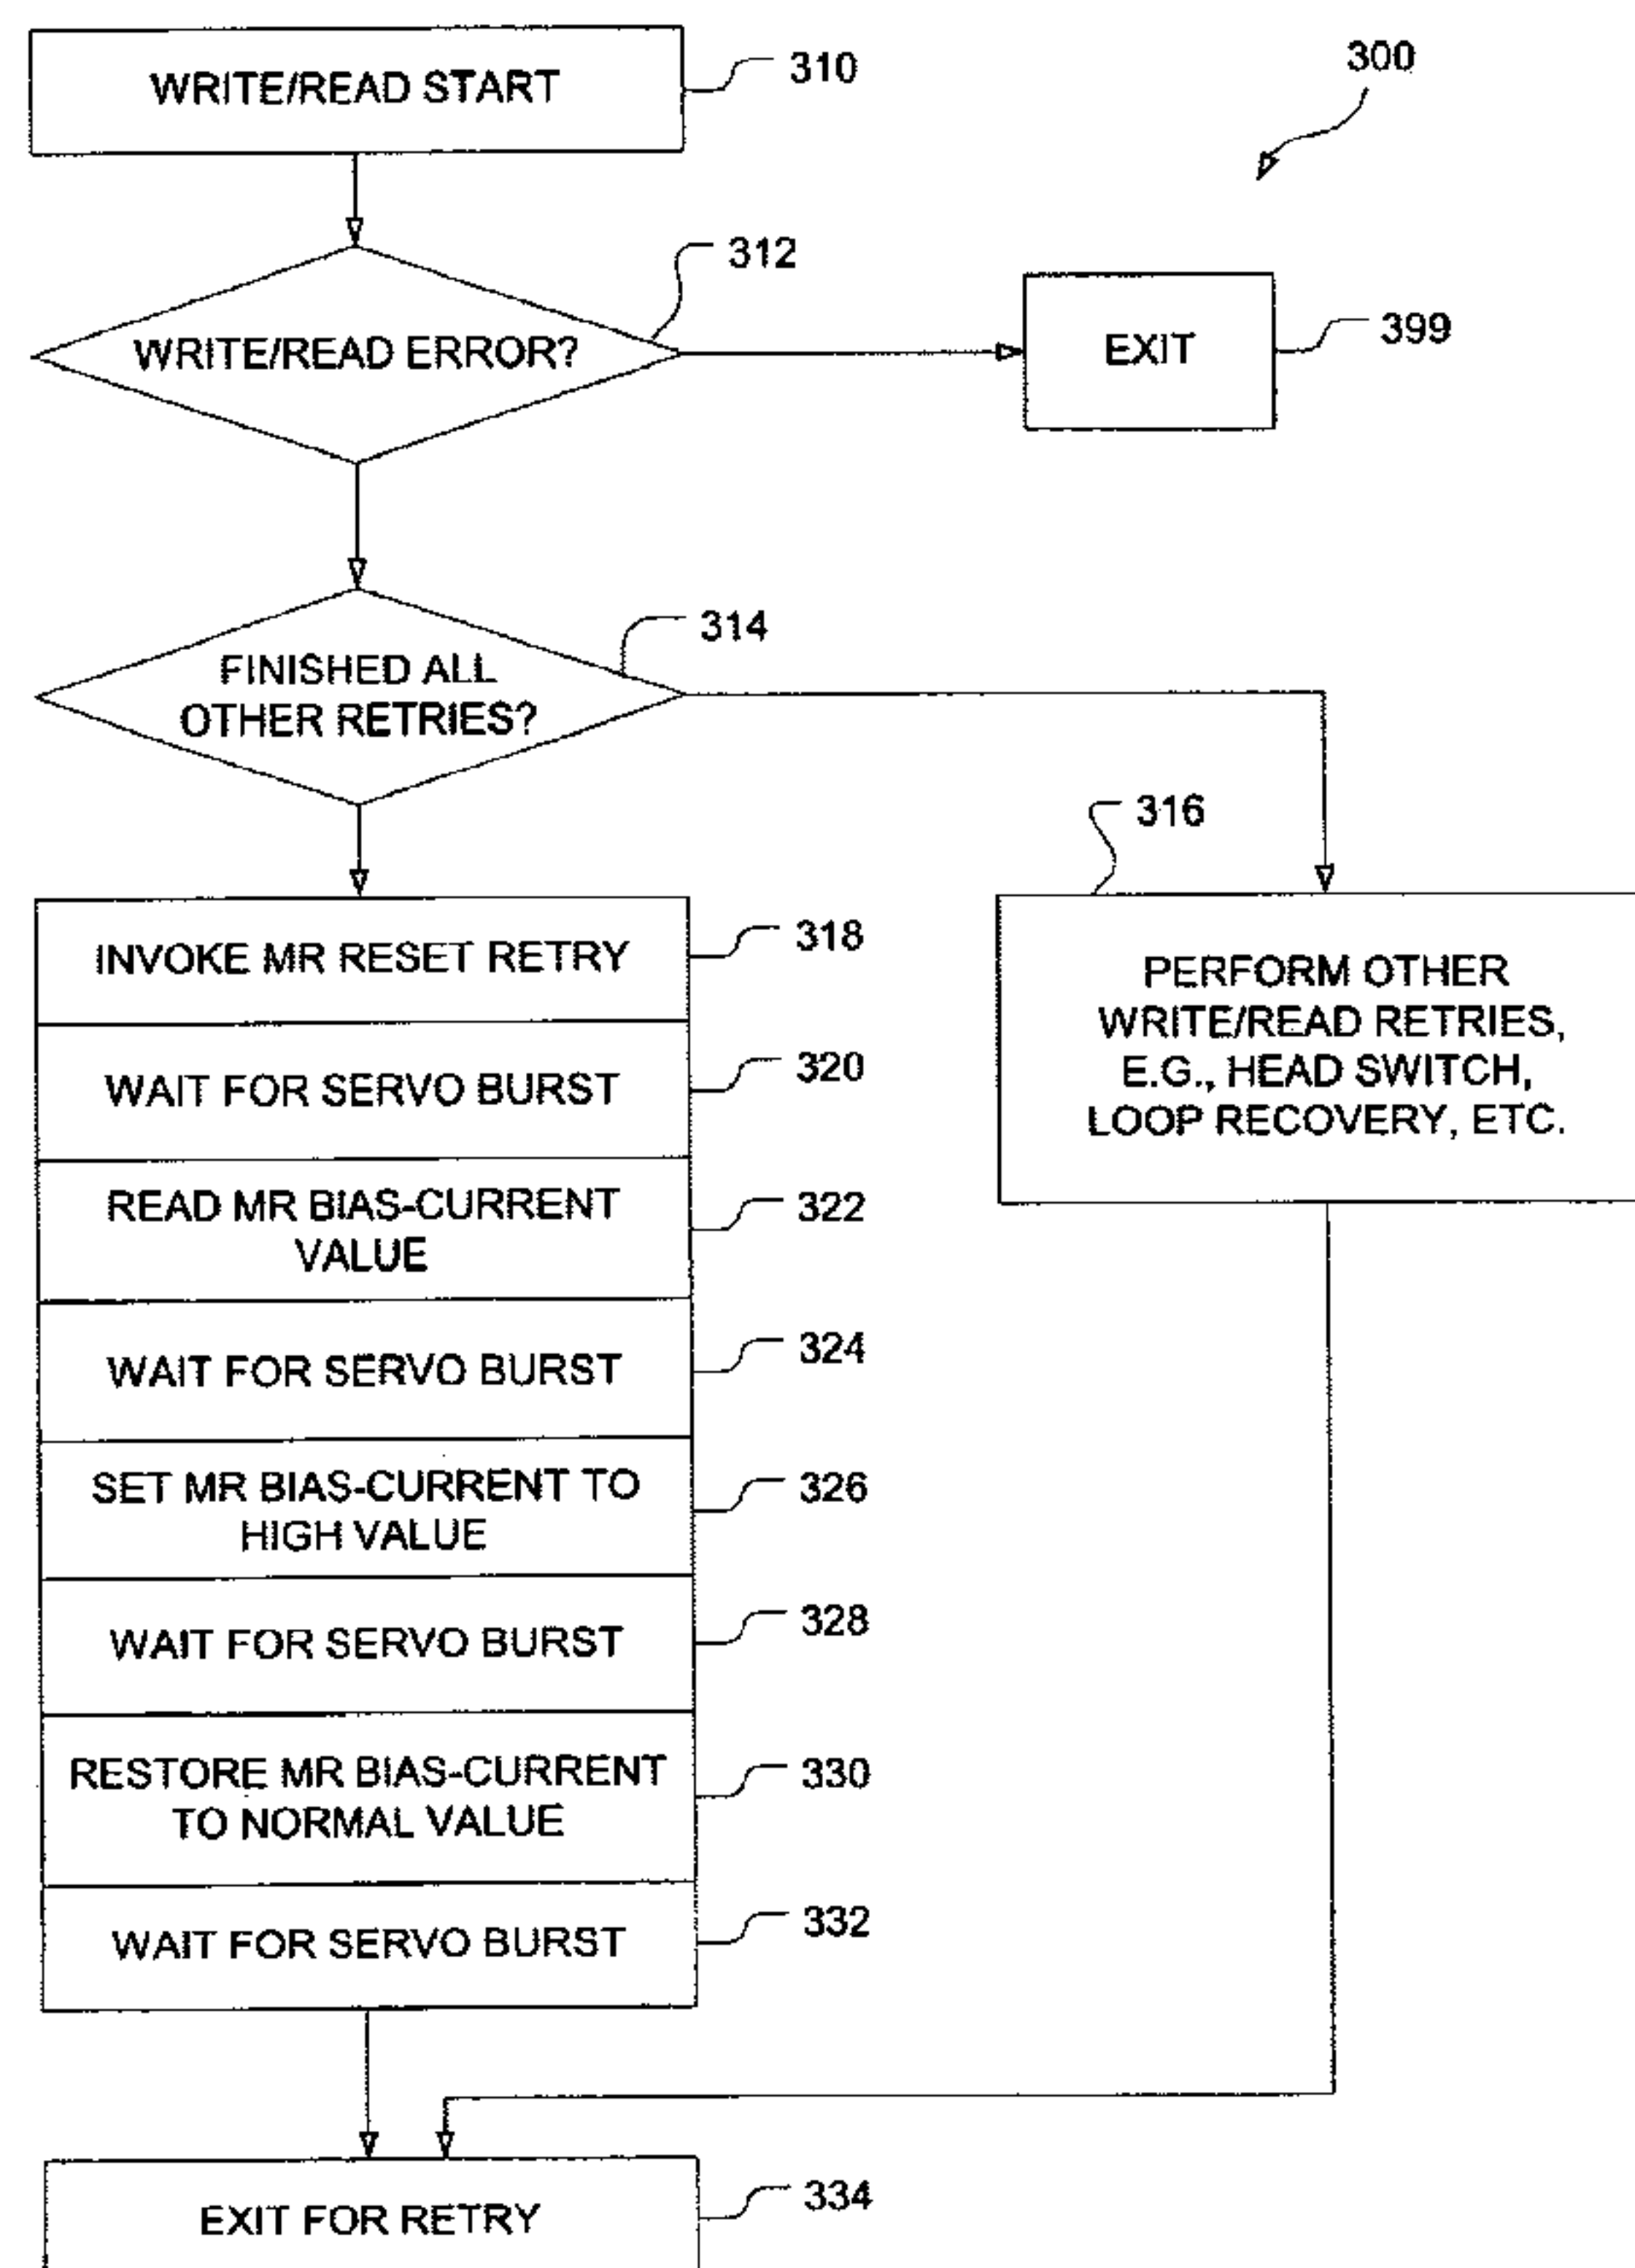 300
WRITE/READ START
310
WRITE/READ ERROR?
312
EXIT
399
FINISHED ALL
OTHER RETRIES?
314
316
PERFORM OTHER
WRITE/READ RETRIES,
E.G., HEAD SWITCH,
LOOP RECOVERY, ETC.
INVOKE MR RESET RETRY
318
WAIT FOR SERVO BURST
320
READ MR BIAS-CURRENT
VALUE
322
WAIT FOR SERVO BURST
324
SET MR BIAS-CURRENT TO
HIGH VALUE
326
WAIT FOR SERVO BURST
328
RESTORE MR BIAS-CURRENT
TO NORMAL VALUE
330
WAIT FOR SERVO BURST
332
EXIT FOR RETRY
334